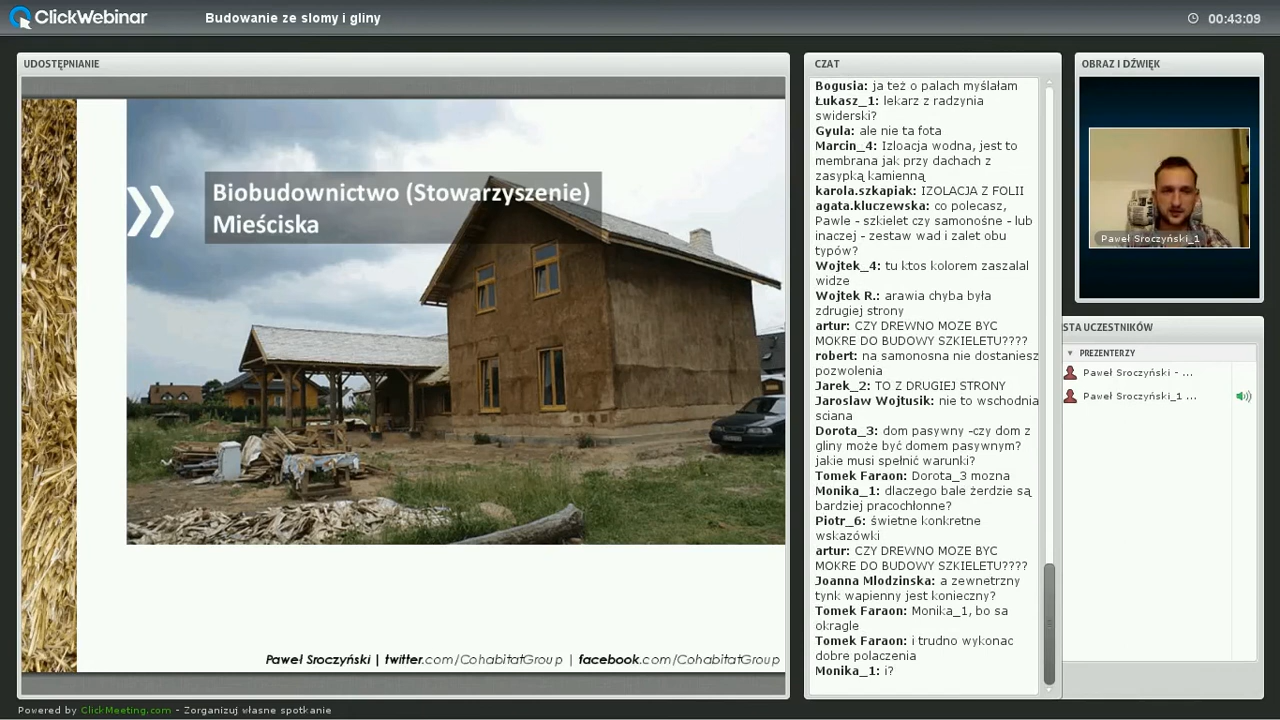 ClickWebinar
Budowanie ze slomy i gliny
00:43:09
UDOSTĘPNIANIE
Biobudownictwo (Stowarzyszenie)
Mieściska
Paweł Sroczyński | twitter.com/CohabitatGroup | facebook.com/CohabitatGroup
CZAT
Bogusia: ja też o palach myślałam
Łukasz_1: lekarz z radzynia
swiderski?
Gyula: ale nie ta fota
Marcin_4: Izloacja wodna, jest to
membrana jak przy dachach z
zasypką kamienną
karola.szkapiak: IZOLACJA Z FOLII
agata.kluczewska: co polecasz,
Pawle - szkielet czy samonośne - lub
inaczej - zestaw wad i zalet obu
typów?
Wojtek_4: tu ktos kolorem zaszalal
widze
Wojtek R.: arawia chyba była
zdrugiej strony
artur: CZY DREWNO MOZE BYC
MOKRE DO BUDOWY SZKIELETU????
robert: na samonosna nie dostaniesz
pozwolenia
Jarek_2: TO Z DRUGIEJ STRONY
Jaroslaw Wojtusik: nie to wschodnia
sciana
Dorota_3: dom pasywny -czy dom z
gliny może być domem pasywnym?
jakie musi spełnić warunki?
Tomek Faraon: Dorota_3 mozna
Monika_1: dlaczego bale żerdzie są
bardziej pracochłonne?
Piotr_6: świetne konkretne
wskazówki
artur: CZY DREWNO MOZE BYC
MOKRE DO BUDOWY SZKIELETU????
Joanna Mlodzinska: a zewnetrzny
tynk wapienny jest konieczny?
Tomek Faraon: Monika_1, bo sa
okragle
Tomek Faraon: i trudno wykonac
dobre polaczenia
Monika_1: i?
OBRAZ I DŹWIĘK
Paweł Sroczyński_1
STA UCZESTNIKÓW
PREZENTERZY
Paweł Sroczyński - ...
Paweł Sroczyński_1 ...
Powered by ClickMeeting.com - Zorganizuj własne spotkanie